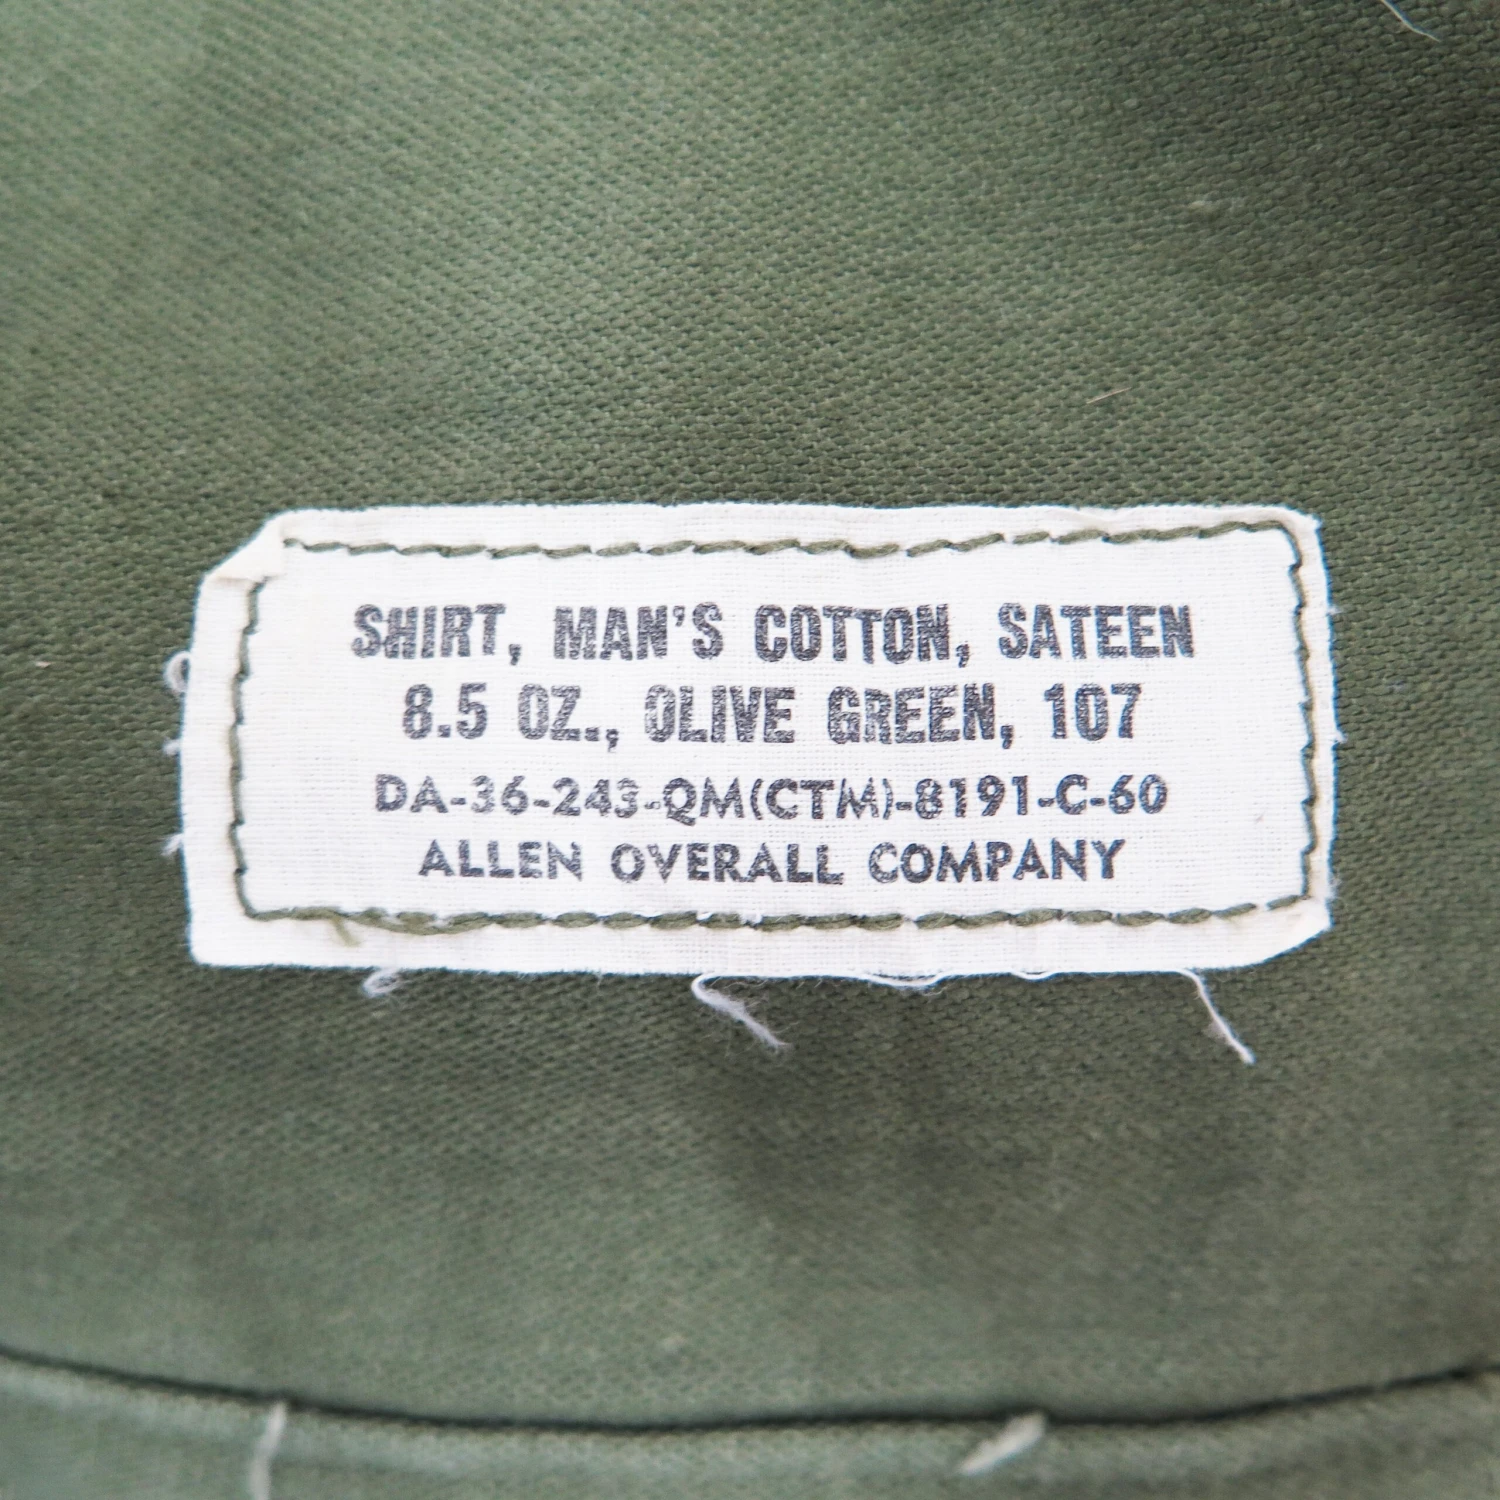 SHIRT, MAN'S COTTON, SATEEN
8.5 OZ., OLIVE GREEN, 107
DA-36-243-QM(CTM)-8191-C-60
ALLEN OVERALL COMPANY